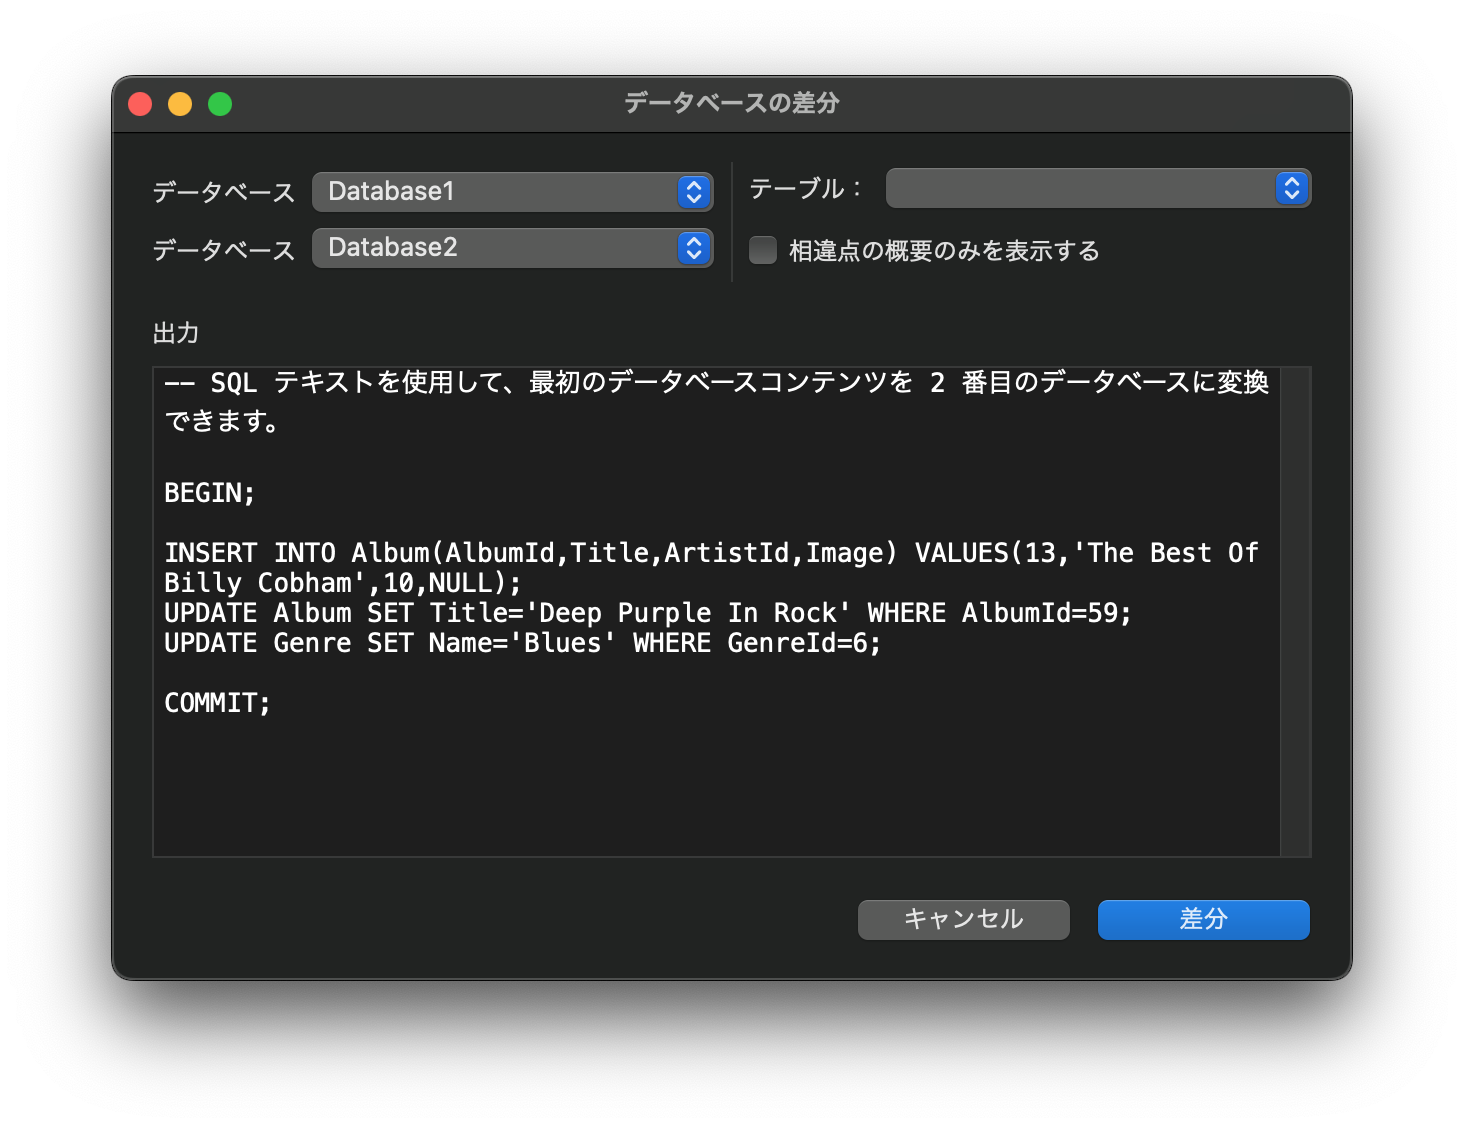 データベースの差分
データベース Database1
データベース Database2
テーブル：
相違点の概要のみを表示する
出力
-- SQL テキストを使用して、最初のデータベースコンテンツを 2 番目のデータベースに変換
できます。
BEGIN;
INSERT INTO Album(AlbumId,Title,ArtistId,Image) VALUES(13,'The Best Of
Billy Cobham',10,NULL);
UPDATE Album SET Title='Deep Purple In Rock' WHERE AlbumId=59;
UPDATE Genre SET Name='Blues' WHERE GenreId=6;
COMMIT;
キャンセル
差分